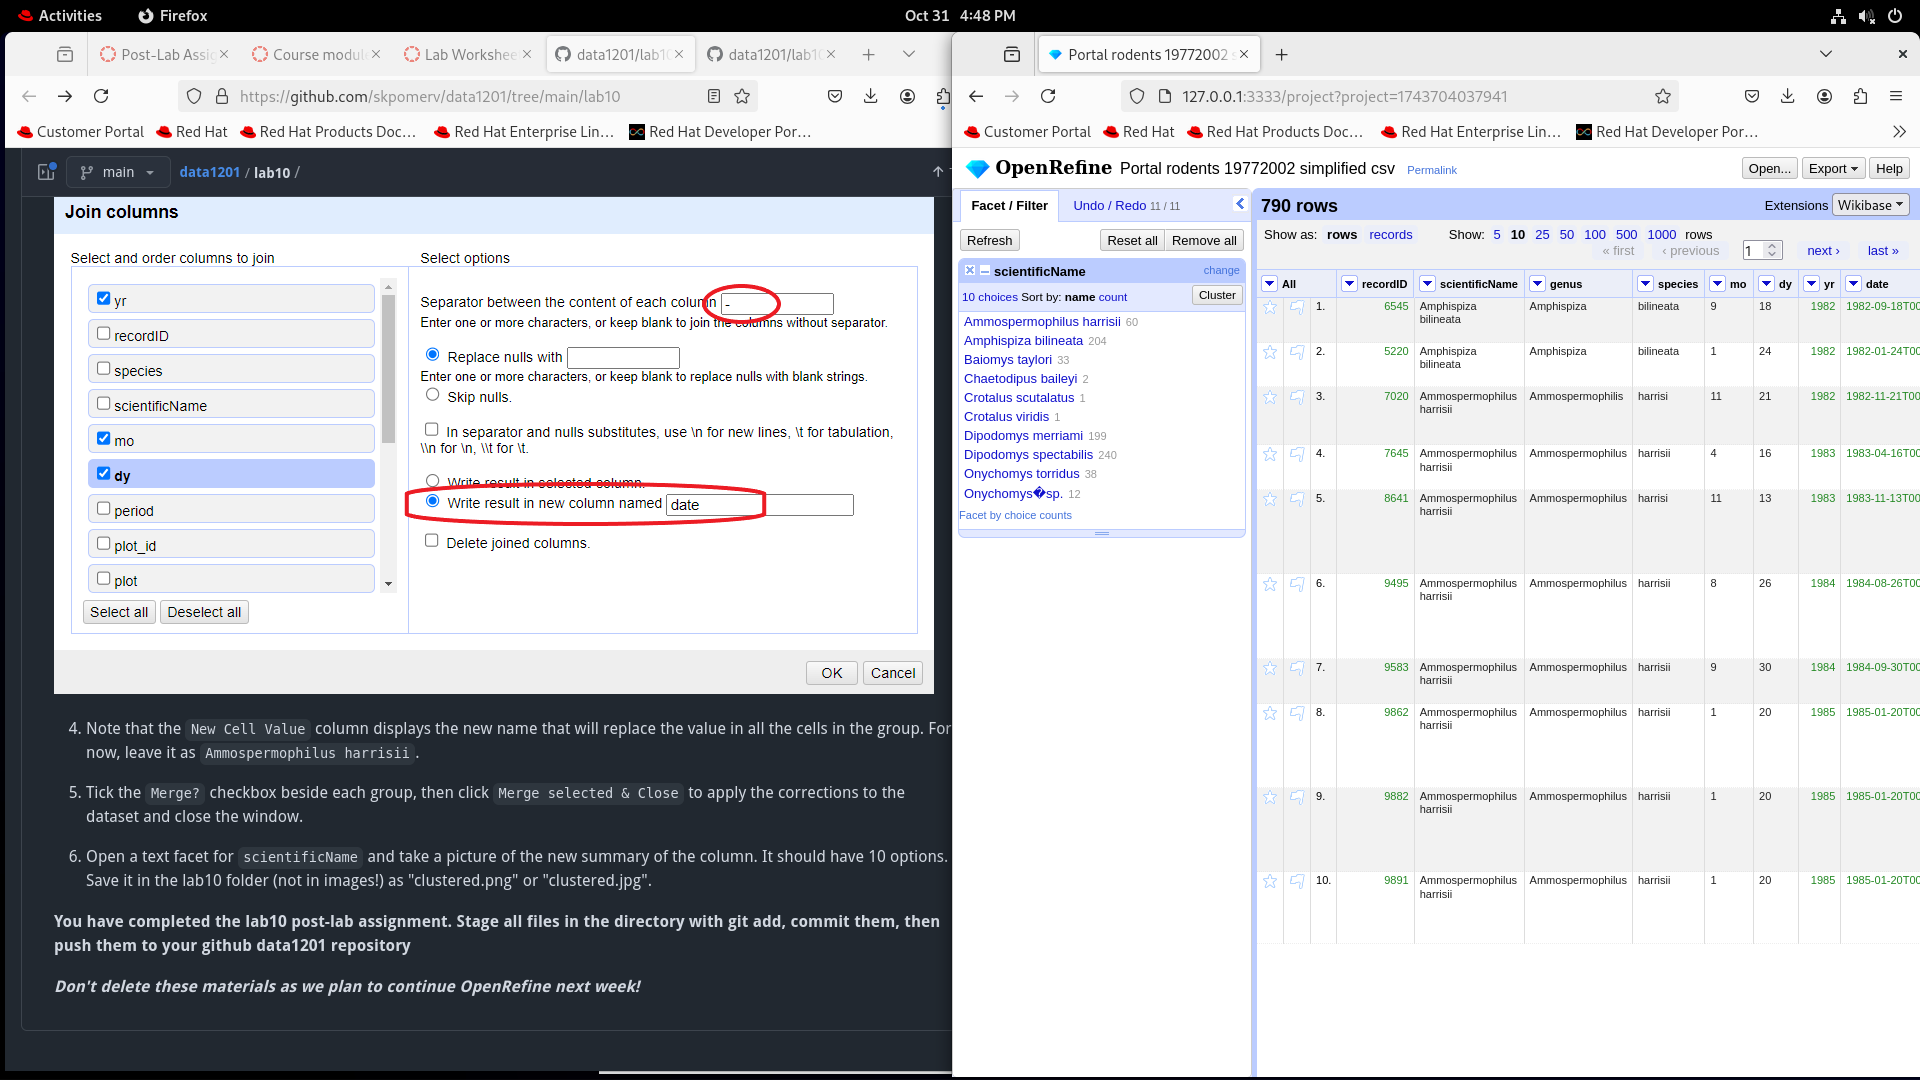 Activities Firefox Oct 31 4:48 PM
Post-Lab Assig Course modul Lab Workshee data1201/lab1 data1201/lab1
https://github.com/skpomerv/data1201/tree/main/lab10
Customer Portal Red Hat Red Hat Products Doc… Red Hat Enterprise Lin… Red Hat Developer Por…
main data1201 / lab10 /
Join columns
Select and order columns to join
yr
recordID
species
scientificName
mo
dy
period
plot_id
plot
Select all Deselect all
Select options
Separator between the content of each column -
Enter one or more characters, or keep blank to join the columns without separator.
Replace nulls with
Enter one or more characters, or keep blank to replace nulls with blank strings.
Skip nulls.
In separator and nulls substitutes, use \n for new lines, \t for tabulation,
\\n for \n, \\t for \t.
Write result in selected column.
Write result in new column named date
Delete joined columns.
OK Cancel
4. Note that the New Cell Value column displays the new name that will replace the value in all the cells in the group. For
now, leave it as Ammospermophilus harrisii.
5. Tick the Merge? checkbox beside each group, then click Merge selected & Close to apply the corrections to the
dataset and close the window.
6. Open a text facet for scientificName and take a picture of the new summary of the column. It should have 10 options.
Save it in the lab10 folder (not in images!) as "clustered.png" or "clustered.jpg".
You have completed the lab10 post-lab assignment. Stage all files in the directory with git add, commit them, then
push them to your github data1201 repository
Don't delete these materials as we plan to continue OpenRefine next week!
Portal rodents 19772002 s
127.0.0.1:3333/project?project=1743704037941
Customer Portal Red Hat Red Hat Products Doc… Red Hat Enterprise Lin… Red Hat Developer Por…
OpenRefine Portal rodents 19772002 simplified csv Permalink Open... Export Help
Facet / Filter Undo / Redo 11 / 11
Refresh Reset all Remove all
scientificName change
10 choices Sort by: name count Cluster
Ammospermophilus harrisii 60
Amphispiza bilineata 204
Baiomys taylori 33
Chaetodipus baileyi 2
Crotalus scutalatus 1
Crotalus viridis 1
Dipodomys merriami 199
Dipodomys spectabilis 240
Onychomys torridus 38
Onychomys�sp. 12
Facet by choice counts
790 rows Extensions Wikibase
Show as: rows records Show: 5 10 25 50 100 500 1000 rows
« first ‹ previous 1 next › last »
All recordID scientificName genus species mo dy yr date
1. 6545 Amphispiza bilineata Amphispiza bilineata 9 18 1982 1982-09-18T00
2. 5220 Amphispiza bilineata Amphispiza bilineata 1 24 1982 1982-01-24T00
3. 7020 Ammospermophilus harrisii Ammospermophilis harrisi 11 21 1982 1982-11-21T00
4. 7645 Ammospermophilus harrisii Ammospermophilus harrisii 4 16 1983 1983-04-16T00
5. 8641 Ammospermophilus harrisii Ammospermophilus harrisi 11 13 1983 1983-11-13T00
6. 9495 Ammospermophilus harrisii Ammospermophilus harrisii 8 26 1984 1984-08-26T00
7. 9583 Ammospermophilus harrisii Ammospermophilus harrisii 9 30 1984 1984-09-30T00
8. 9862 Ammospermophilus harrisii Ammospermophilus harrisii 1 20 1985 1985-01-20T00
9. 9882 Ammospermophilus harrisii Ammospermophilus harrisii 1 20 1985 1985-01-20T00
10. 9891 Ammospermophilus harrisii Ammospermophilus harrisii 1 20 1985 1985-01-20T00